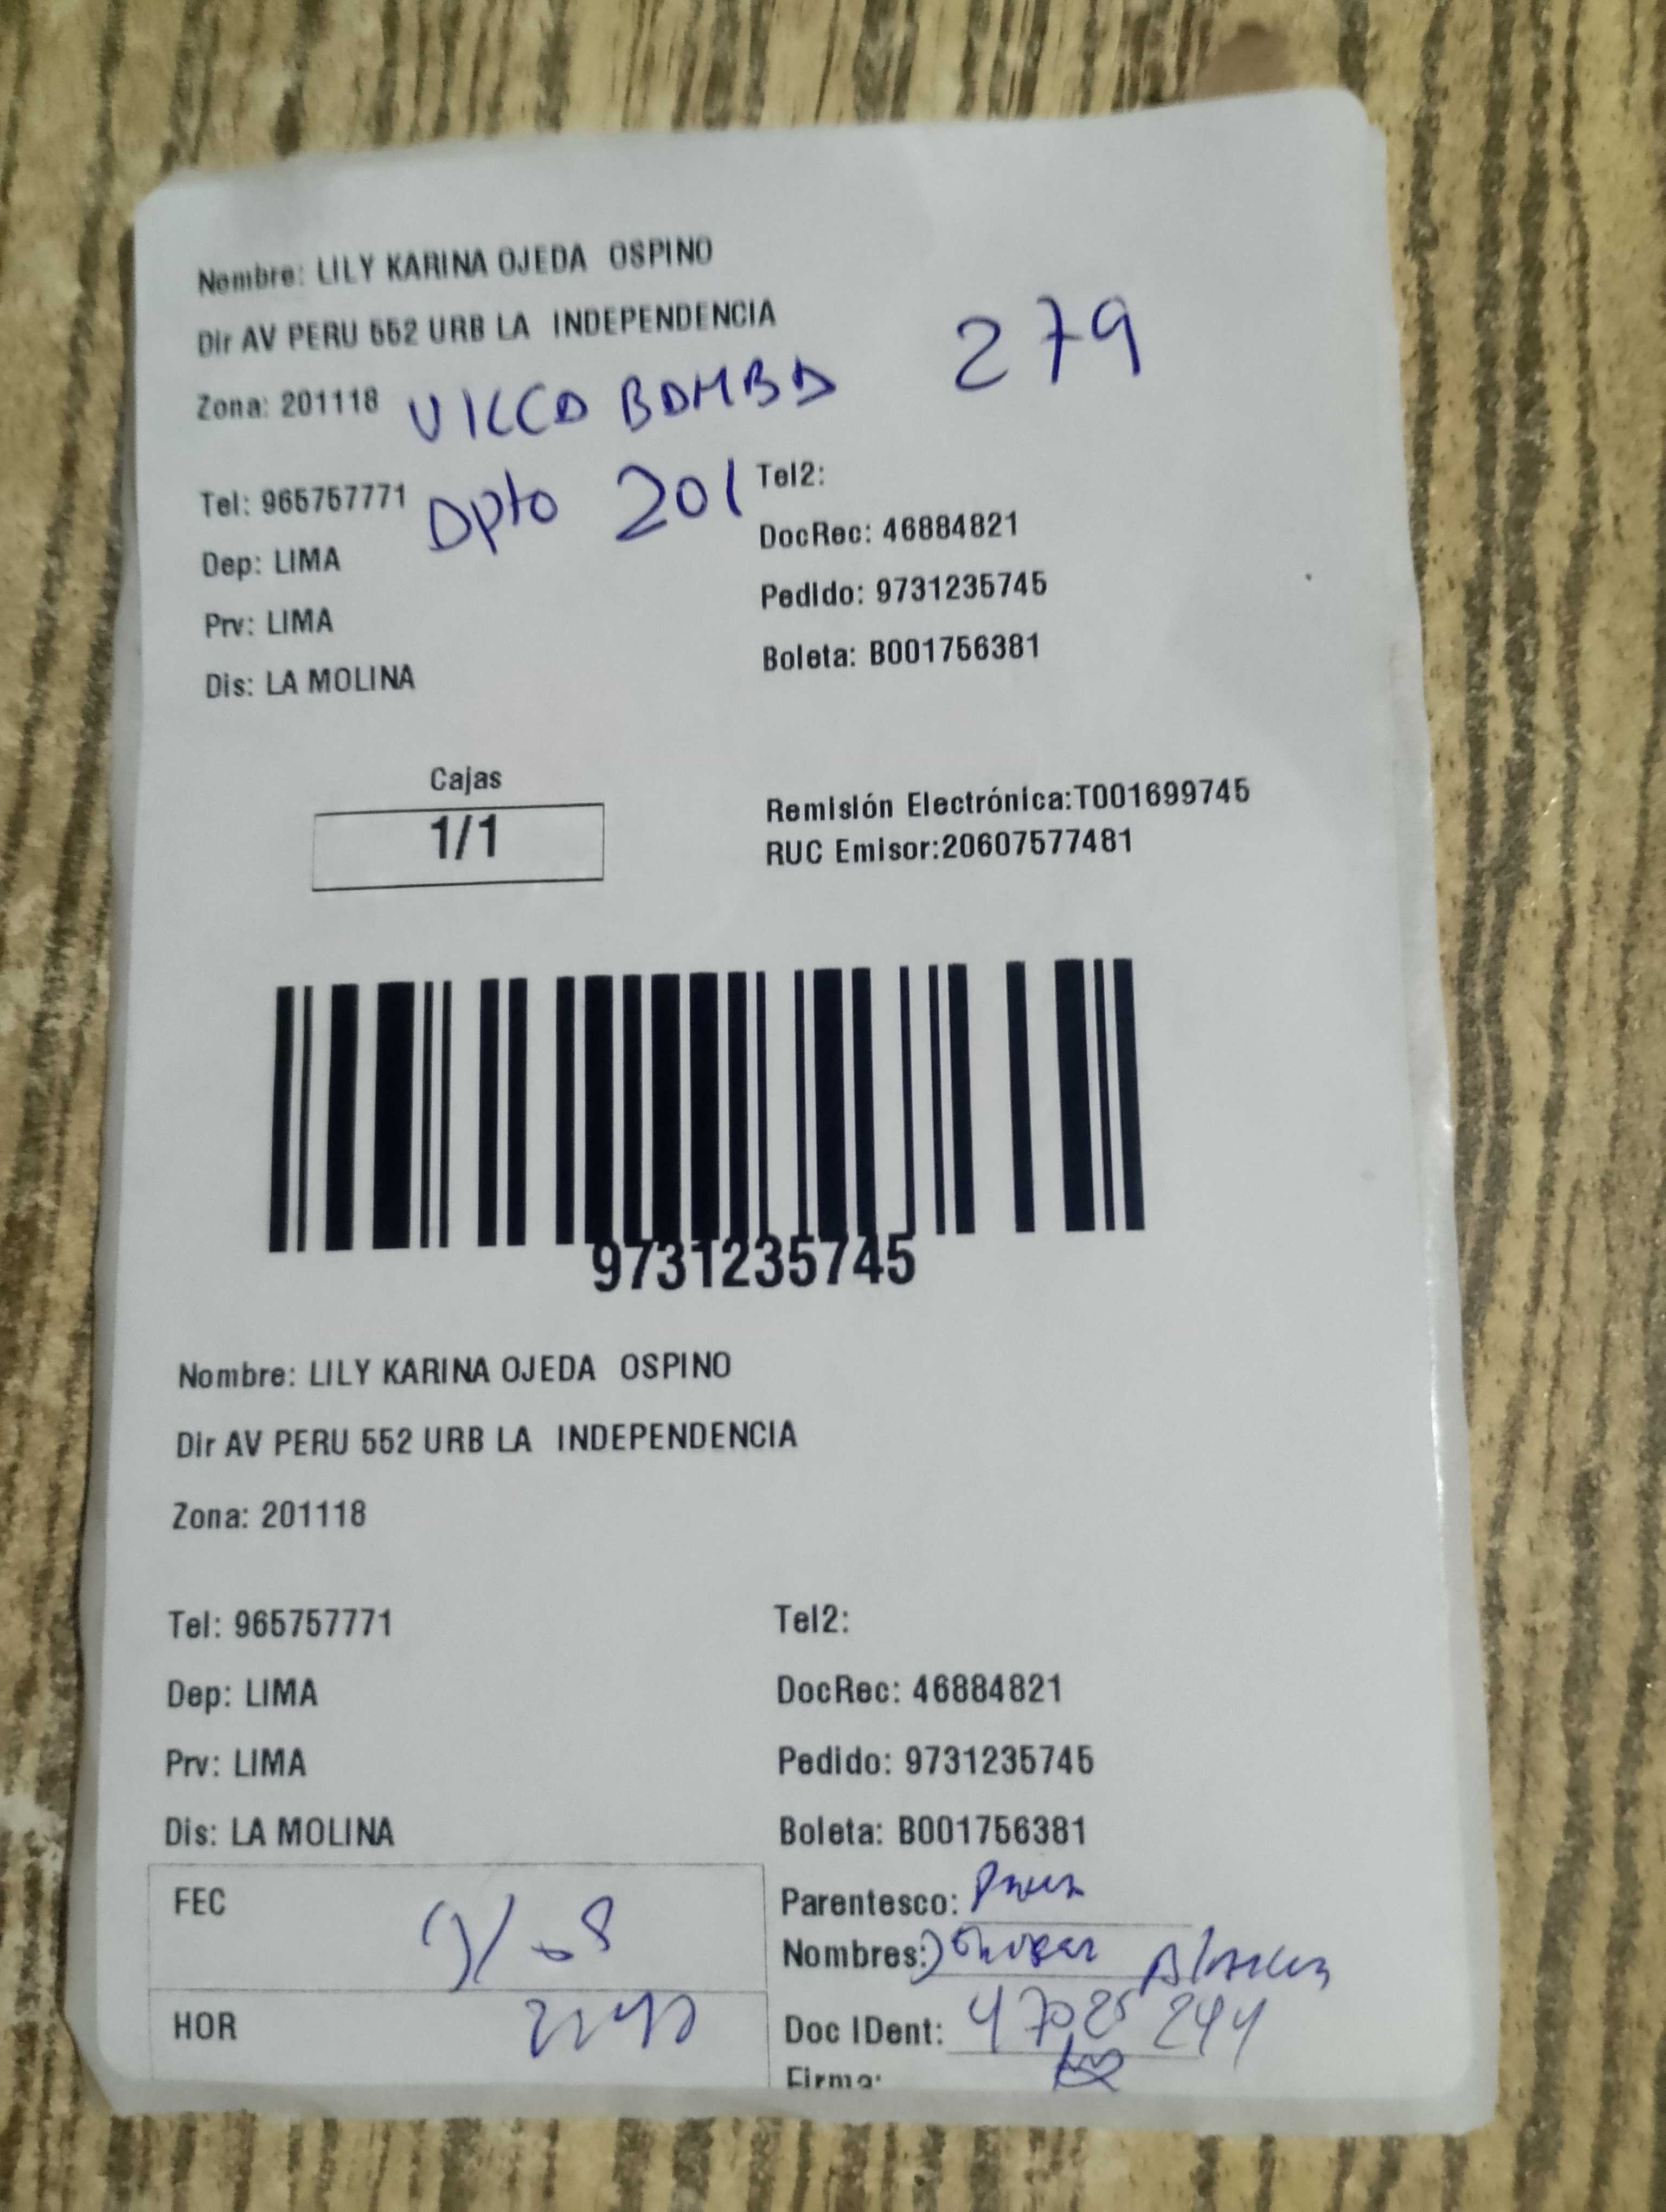 Nombre: LILY KARINA OJEDA OSPINO
Dir AV PERU 552 URB LA INDEPENDENCIA
279
Zona: 201118 VICCO BOMBA
Tel: 965757771 Dpto 201 Tel2:
Dep: LIMA DocRec: 46884821
Prv: LIMA Pedido: 9731235745
Dis: LA MOLINA Boleta: B001756381
Cajas
1/1
Remisión Electrónica:T001699745
RUC Emisor:20607577481
9731235745
Nombre: LILY KARINA OJEDA OSPINO
Dir AV PERU 552 URB LA INDEPENDENCIA
Zona: 201118
Tel: 965757771 Tel2:
Dep: LIMA DocRec: 46884821
Prv: LIMA Pedido: 9731235745
Dis: LA MOLINA Boleta: B001756381
FEC
Parentesco:
Nombres:
HOR
Doc IDent: 47025244
Firma: